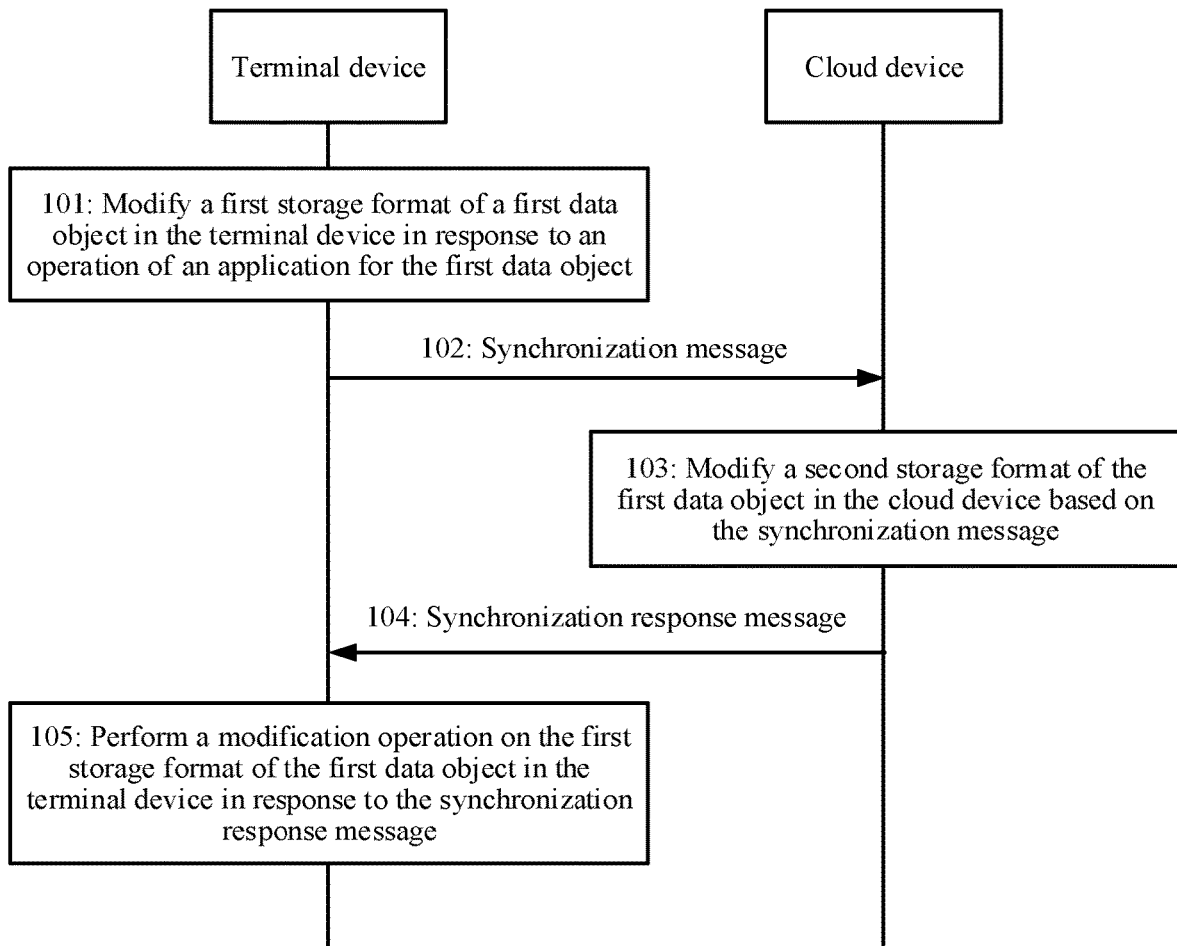 Terminal device
Cloud device
101: Modify a first storage format of a first data
object in the terminal device in response to an
operation of an application for the first data object
102: Synchronization message
103: Modify a second storage format of the
first data object in the cloud device based on
the synchronization message
104: Synchronization response message
105: Perform a modification operation on the first
storage format of the first data object in the
terminal device in response to the synchronization
response message